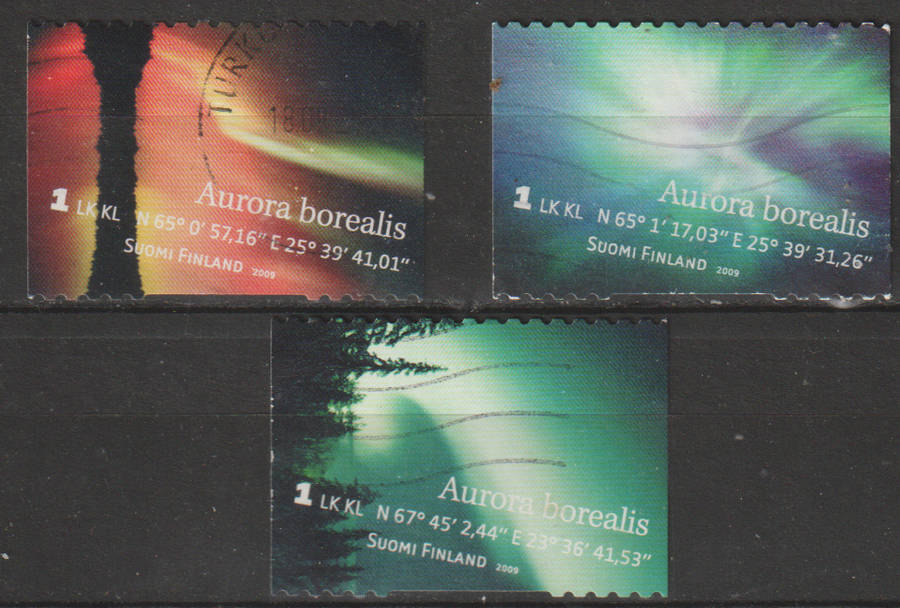 TURKU
18.09
Aurora borealis
1 LK KL N 65° 0' 57,16" E 25° 39' 41,01"
SUOMI FINLAND 2009
Aurora borealis
1 LK KL N 65° 1' 17,03" E 25° 39' 31,26"
SUOMI FINLAND 2009
Aurora borealis
1 LK KL N 67° 45' 2,44" E 23° 36' 41,53"
SUOMI FINLAND 2009